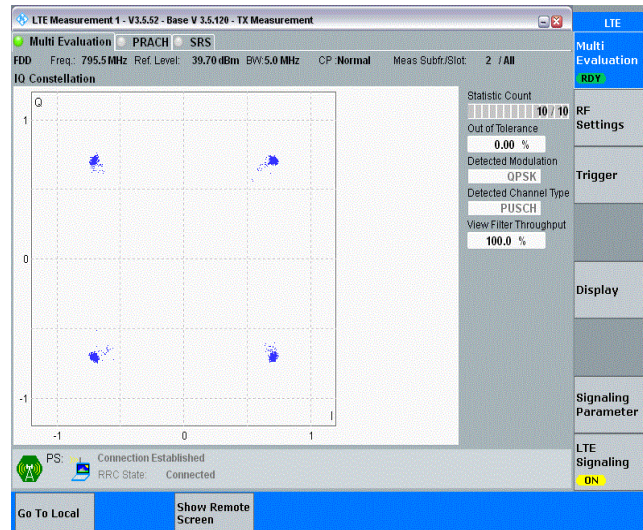 LTE Measurement 1 - V3.5.52 - Base V 3.5.120 - TX Measurement
LTE
Multi Evaluation PRACH SRS
FDD Freq.: 795.5 MHz Ref. Level: 39.70 dBm BW: 5.0 MHz CP :Normal Meas Subfr./Slot: 2 / All
IQ Constellation
Q
1
0
-1
-1 0 1
I
Statistic Count
10 / 10
Out of Tolerance
0.00 %
Detected Modulation
QPSK
Detected Channel Type
PUSCH
View Filter Throughput
100.0 %
Multi
Evaluation
RDY
RF
Settings
Trigger
Display
Signaling
Parameter
LTE
Signaling
ON
PS: Connection Established
RRC State: Connected
Go To Local
Show Remote
Screen